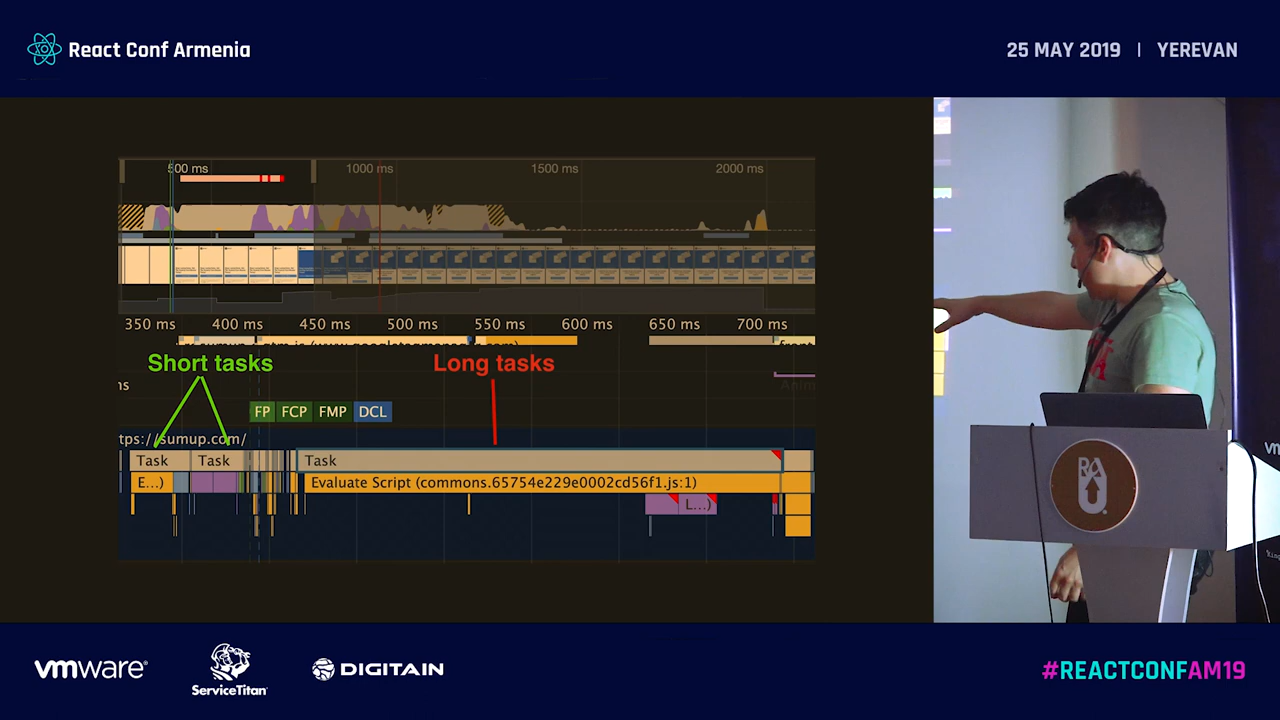 React Conf Armenia
25 MAY 2019 | YEREVAN
500 ms 1000 ms 1500 ms 2000 ms
350 ms 400 ms 450 ms 500 ms 550 ms 600 ms 650 ms 700 ms
Short tasks Long tasks
ms
FP FCP FMP DCL
tps://sumup.com/
Task Task Task
E...) Evaluate Script (commons.65754e229e0002cd56f1.js:1)
L...)
RAU
vmware
ServiceTitan
DIGITAIN
#REACTCONFAM19